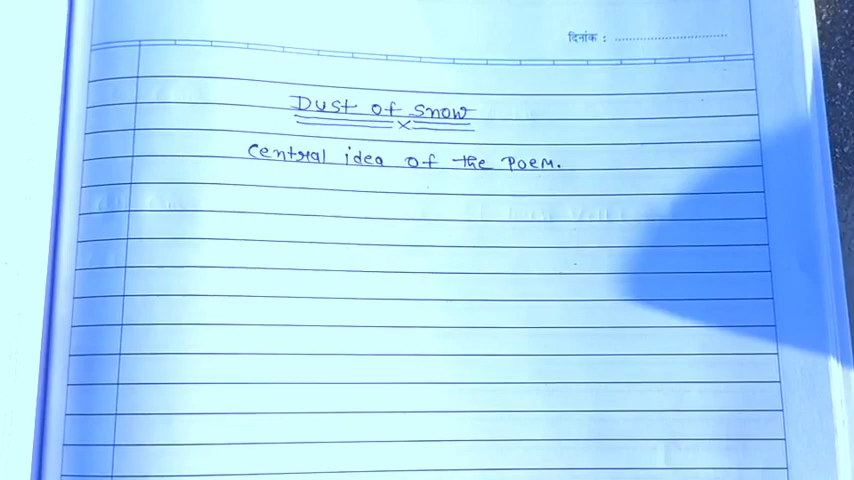 दिनांक : ..............................
Dust of Snow
x
Central idea of the Poem.